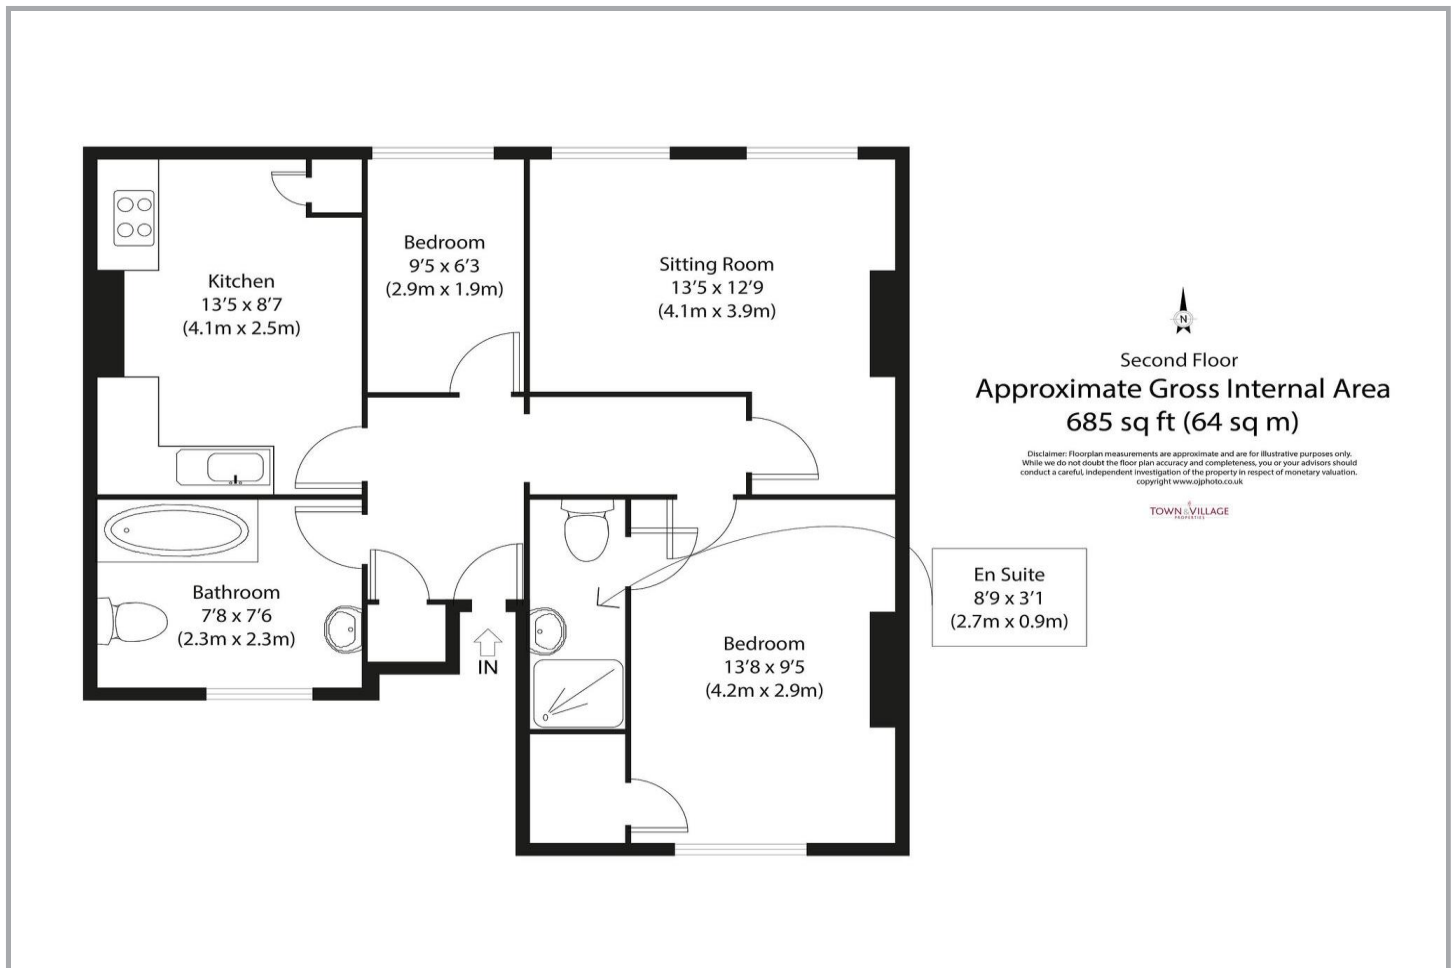 Kitchen
13'5 x 8'7
(4.1m x 2.5m)
Bedroom
9'5 x 6'3
(2.9m x 1.9m)
Sitting Room
13'5 x 12'9
(4.1m x 3.9m)
N
Second Floor
Approximate Gross Internal Area
685 sq ft (64 sq m)
Disclaimer: Floorplan measurements are approximate and are for illustrative purposes only.
While we do not doubt the floor plan accuracy and completeness, you or your advisors should
conduct a careful, independent investigation of the property in respect of monetary valuation.
copyright www.ojphoto.co.uk
TOWN & VILLAGE
PROPERTIES
Bathroom
7'8 x 7'6
(2.3m x 2.3m)
IN
Bedroom
13'8 x 9'5
(4.2m x 2.9m)
En Suite
8'9 x 3'1
(2.7m x 0.9m)